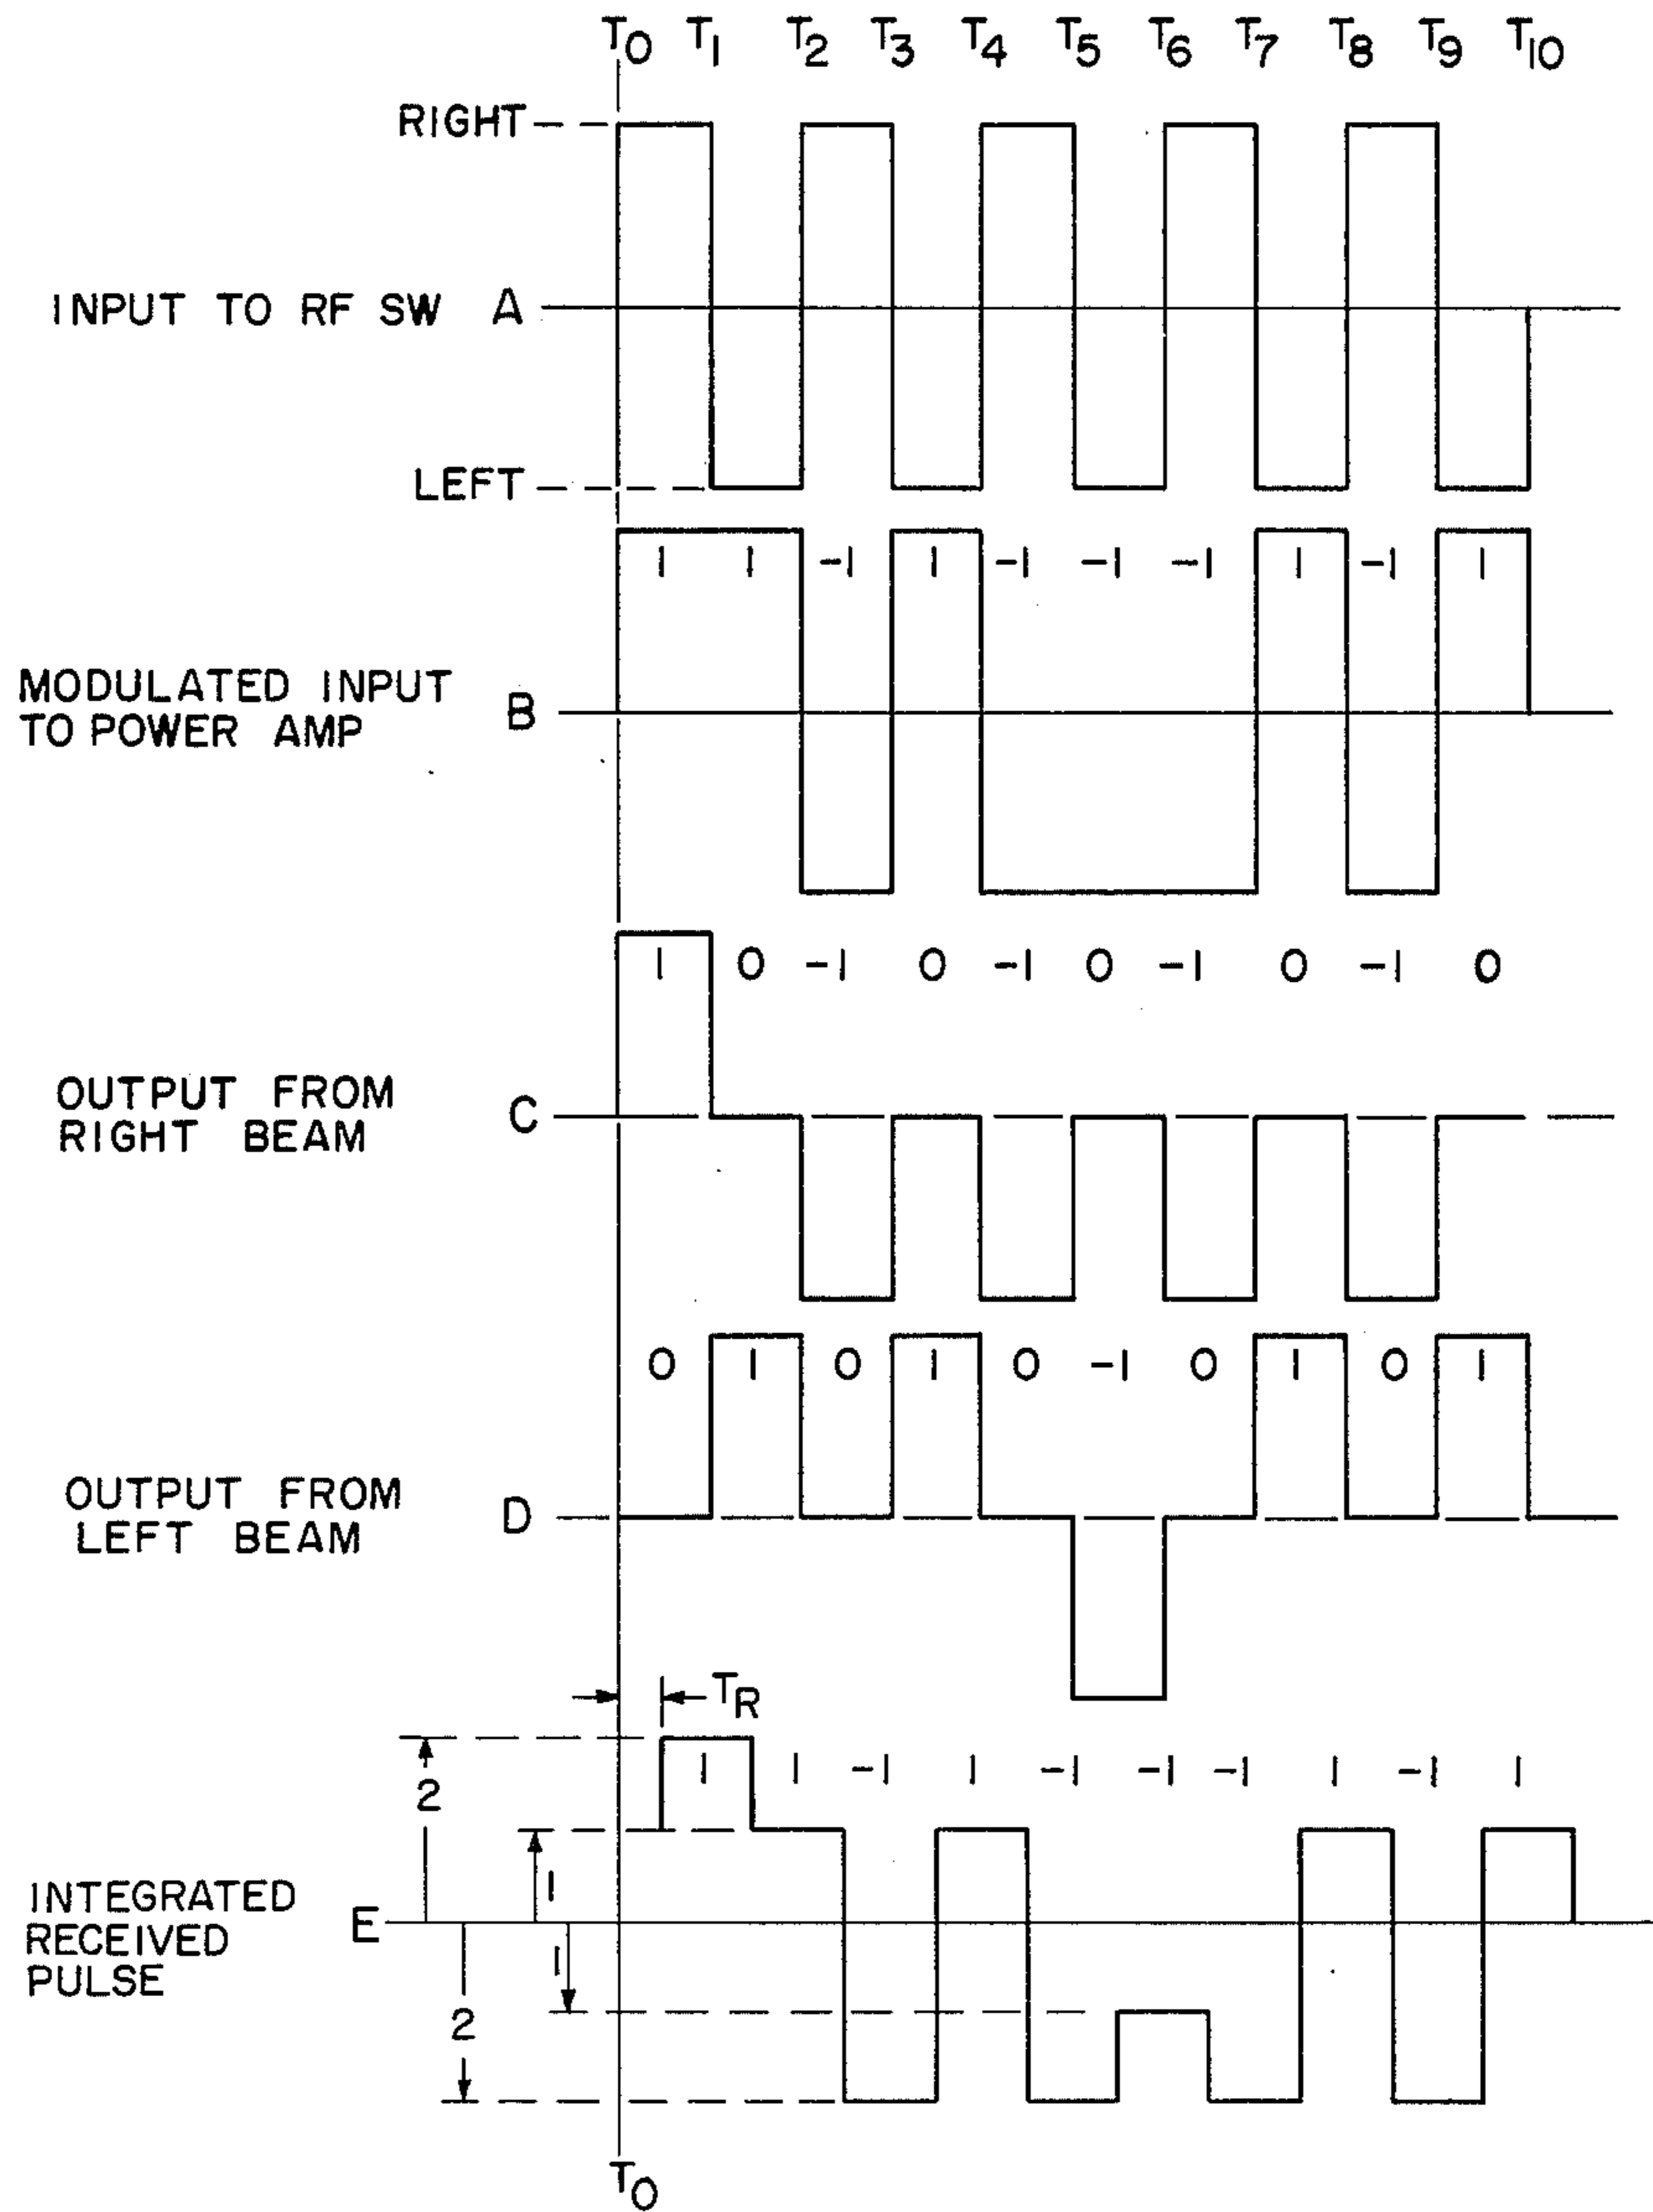 T0 T1 T2 T3 T4 T5 T6 T7 T8 T9 T10
RIGHT
INPUT TO RF SW A
LEFT
1 1 -1 1 -1 -1 -1 1 -1 1
MODULATED INPUT
TO POWER AMP
B
1 0 -1 0 -1 0 -1 0 -1 0
OUTPUT FROM
RIGHT BEAM
C
0 1 0 1 0 -1 0 1 0 1
OUTPUT FROM
LEFT BEAM
D
TR
1 1 -1 1 -1 -1 -1 1 -1 1
2
1
INTEGRATED
RECEIVED
PULSE
E
1
2
T0